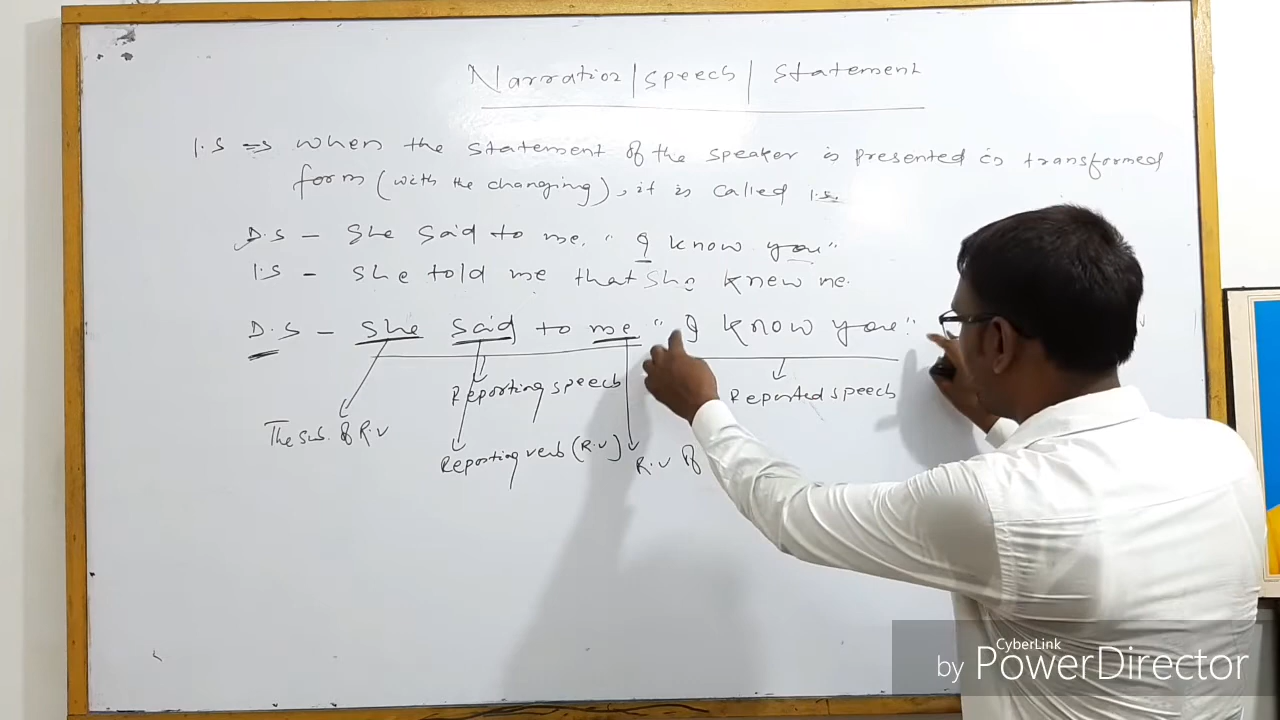 Narration/speech/statement
I.S ⇒ when the statement of the speaker is presented in transformed
form (with the changing), it is called I.S.
D.S - She said to me. "I know you"
I.S - She told me that she knew me.
D.S - She said to me "I know you"
Reporting speech
Reported speech
The sub. of R.V
Reporting verb (R.V)
R.V of
CyberLink
by PowerDirector